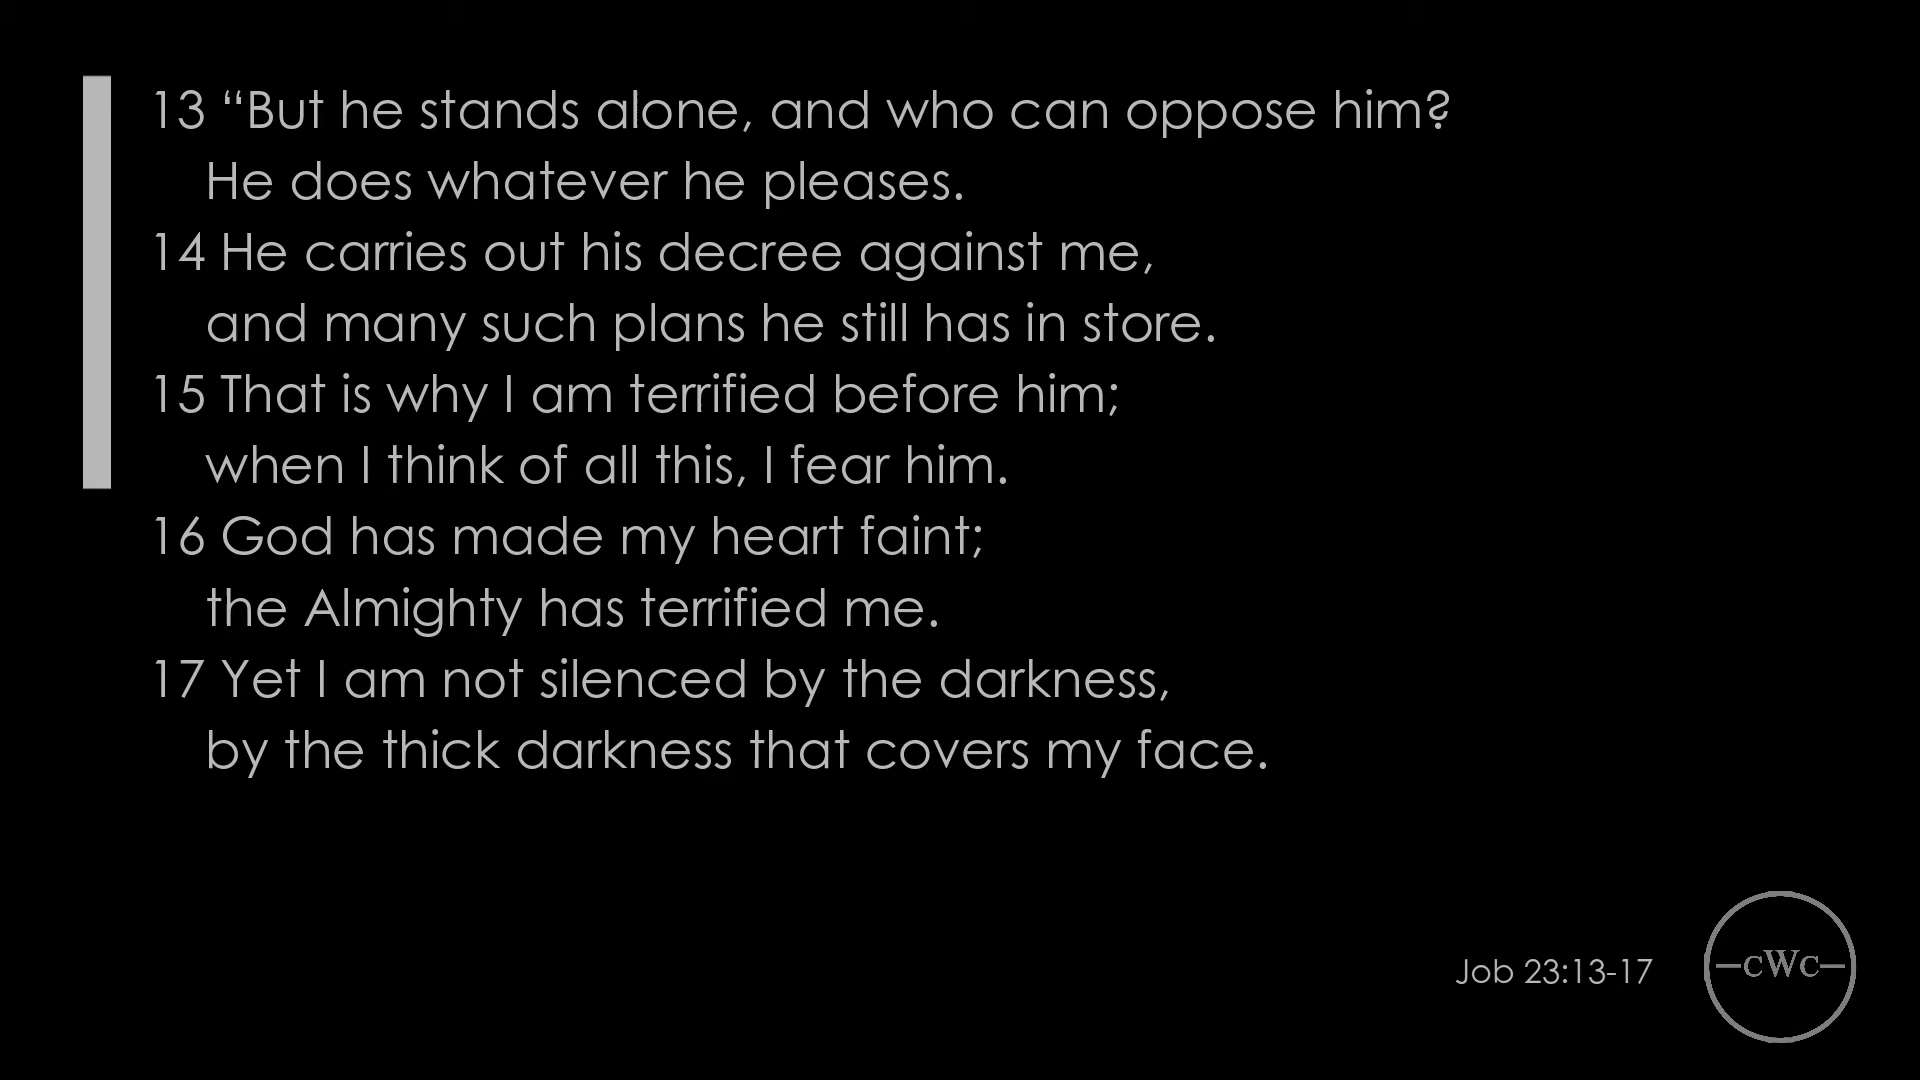 13 “But he stands alone, and who can oppose him?
He does whatever he pleases.
14 He carries out his decree against me,
and many such plans he still has in store.
15 That is why I am terrified before him;
when I think of all this, I fear him.
16 God has made my heart faint;
the Almighty has terrified me.
17 Yet I am not silenced by the darkness,
by the thick darkness that covers my face.
Job 23:13-17
cWc